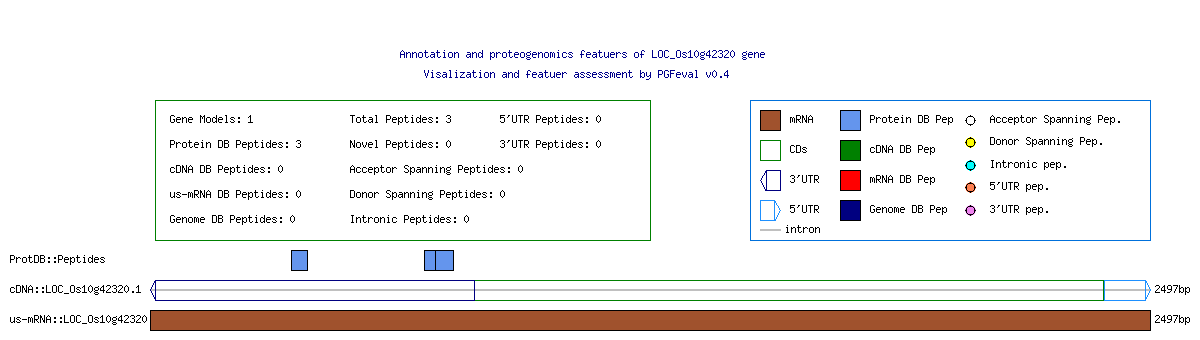 Annotation and proteogenomics featuers of LOC_Os10g42320 gene
Visalization and featuer assessment by PGFeval v0.4
Gene Models: 1 Total Peptides: 3 5'UTR Peptides: 0
Protein DB Peptides: 3 Novel Peptides: 0 3'UTR Peptides: 0
cDNA DB Peptides: 0 Acceptor Spanning Peptides: 0
us-mRNA DB Peptides: 0 Donor Spanning Peptides: 0
Genome DB Peptides: 0 Intronic Peptides: 0
mRNA Protein DB Pep Acceptor Spanning Pep.
CDs cDNA DB Pep Donor Spanning Pep.
3'UTR mRNA DB Pep Intronic pep.
5'UTR Genome DB Pep 5'UTR pep.
intron 3'UTR pep.
ProtDB::Peptides
cDNA::LOC_Os10g42320.1 2497bp
us-mRNA::LOC_Os10g42320 2497bp